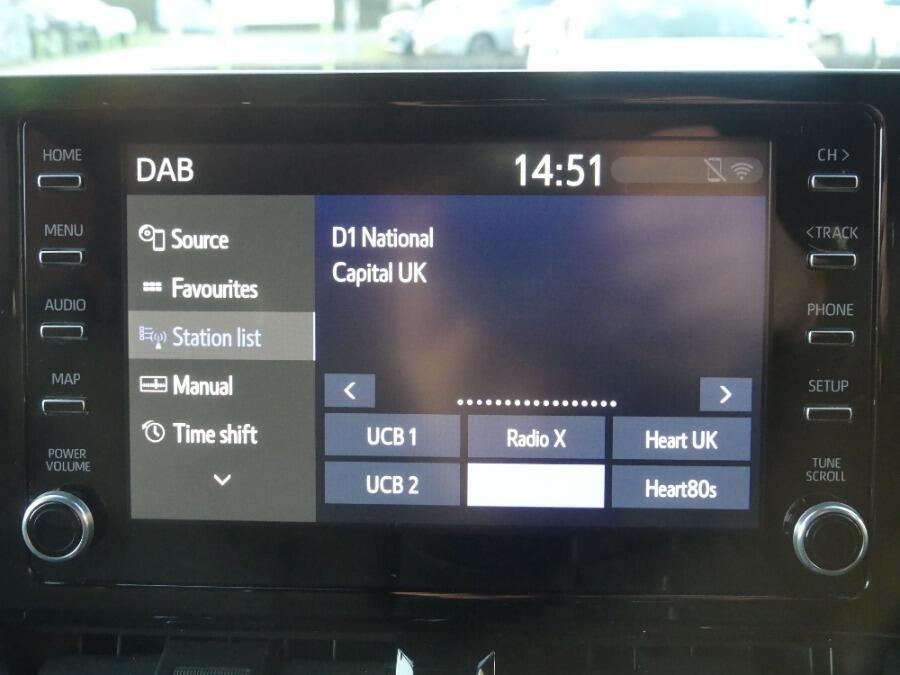 HOME
MENU
AUDIO
MAP
POWER
VOLUME
DAB
14:51
Source
Favourites
Station list
Manual
Time shift
D1 National
Capital UK
<
>
UCB 1
Radio X
Heart UK
UCB 2
Heart80s
CH >
<TRACK
PHONE
SETUP
TUNE
SCROLL